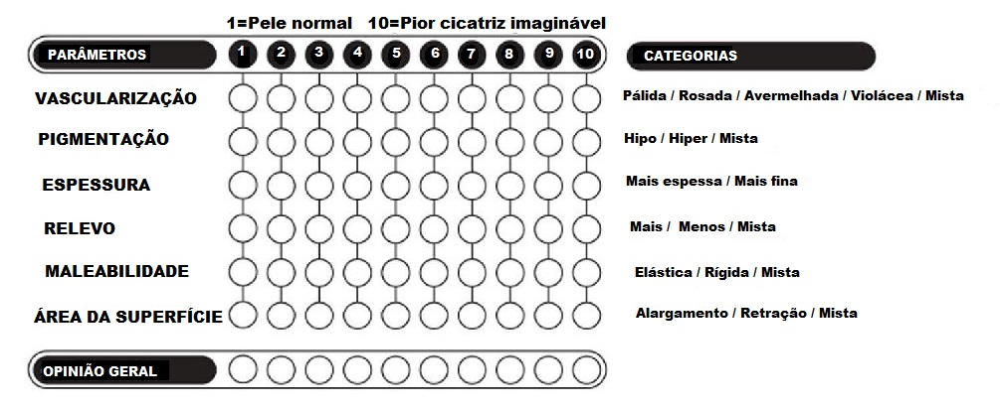 1=Pele normal 10=Pior cicatriz imaginável
PARÂMETROS 1 2 3 4 5 6 7 8 9 10 CATEGORIAS
VASCULARIZAÇÃO Pálida / Rosada / Avermelhada / Violácea / Mista
PIGMENTAÇÃO Hipo / Hiper / Mista
ESPESSURA Mais espessa / Mais fina
RELEVO Mais / Menos / Mista
MALEABILIDADE Elástica / Rígida / Mista
ÁREA DA SUPERFÍCIE Alargamento / Retração / Mista
OPINIÃO GERAL